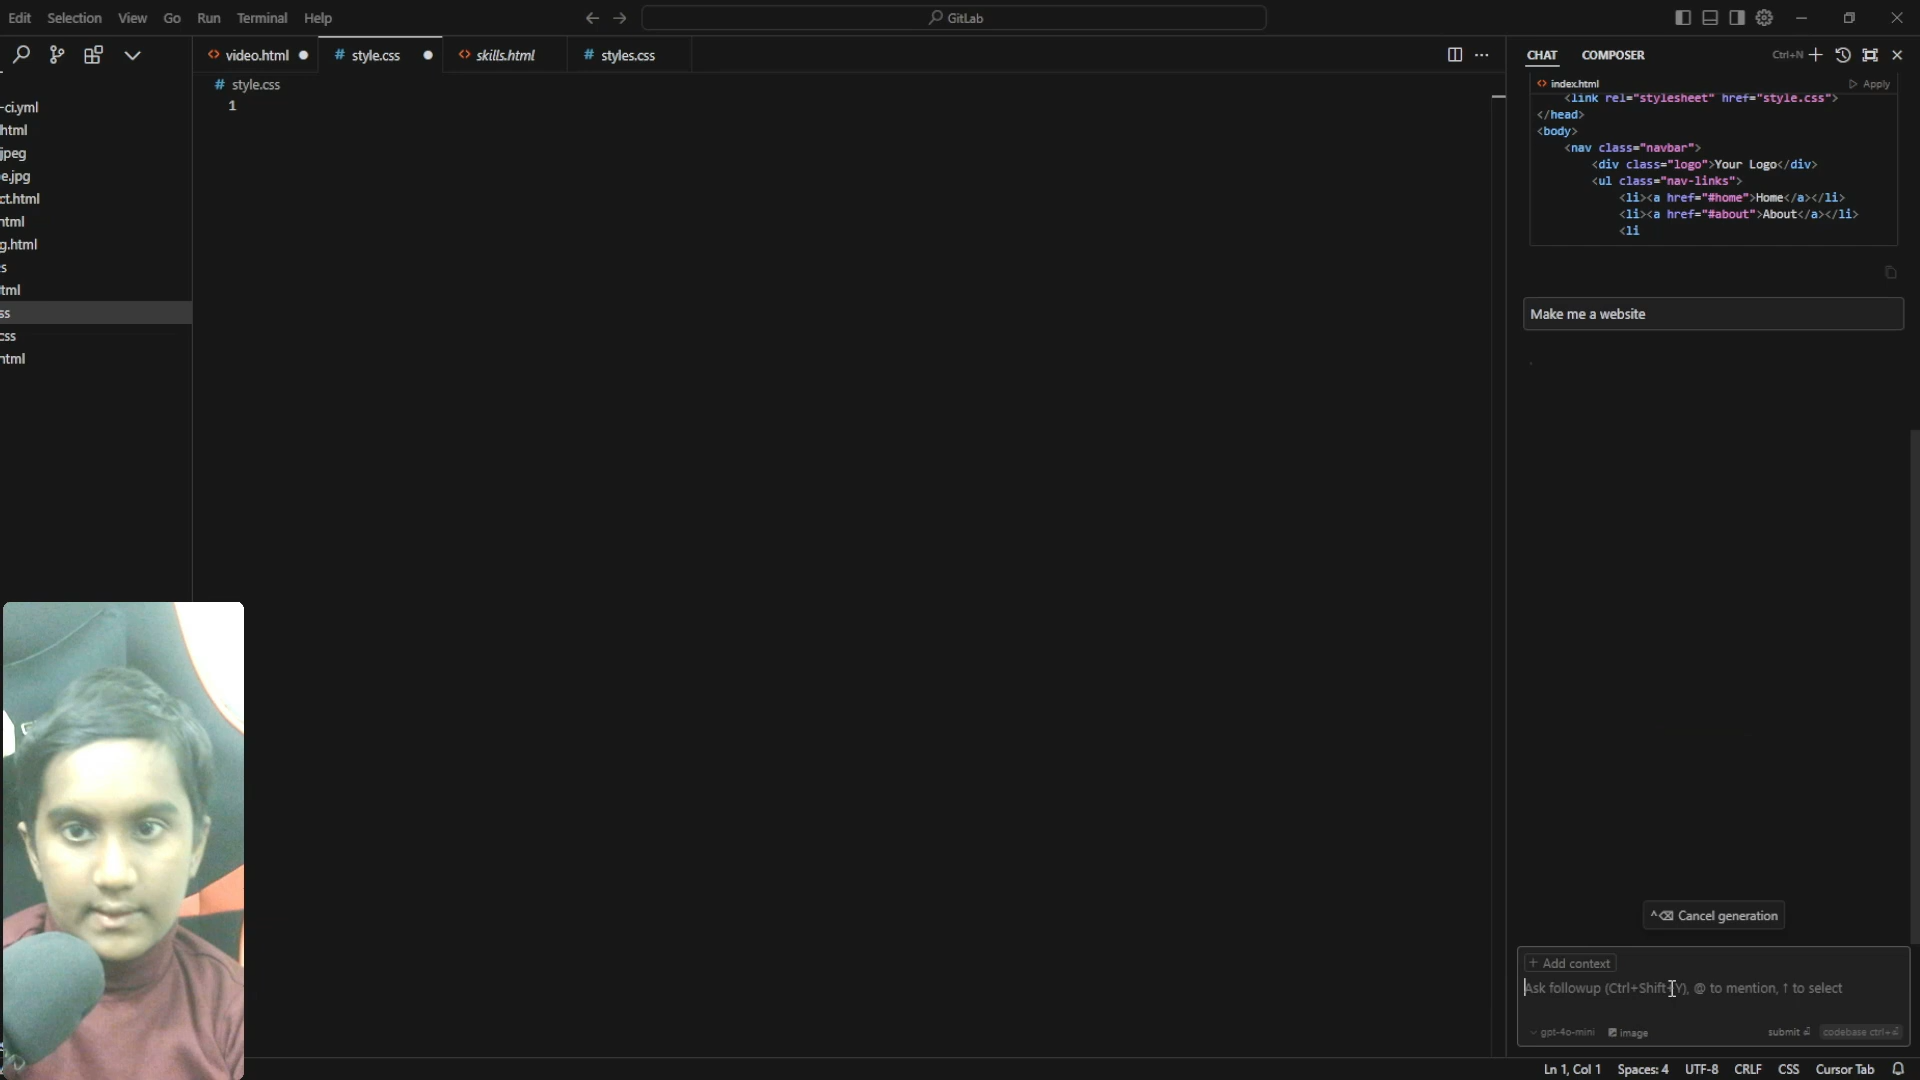 Edit Selection View Go Run Terminal Help
GitLab
video.html
style.css
skills.html
styles.css
CHAT
COMPOSER
Ctrl+N
style.css
1
-ci.yml
html
jpeg
e.jpg
ct.html
html
g.html
s
tml
ss
css
html
index.html
Apply
<link rel="stylesheet" href="style.css">
</head>
<body>
<nav class="navbar">
<div class="logo">Your Logo</div>
<ul class="nav-links">
<li><a href="#home">Home</a></li>
<li><a href="#about">About</a></li>
<li
Make me a website
Cancel generation
+ Add context
Ask followup (Ctrl+Shift+Y), @ to mention, ↑ to select
gpt-4o-mini
image
submit
codebase ctrl+
Ln 1, Col 1 Spaces: 4 UTF-8 CRLF CSS Cursor Tab